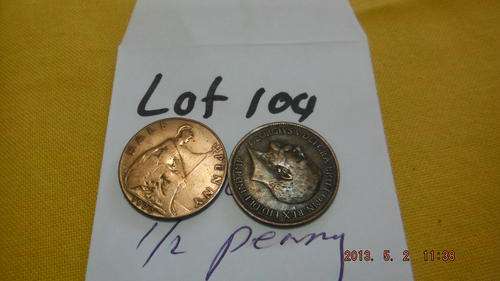 Lot 109
HALF PENNY
1/2 penny
2013. 5. 2 11:38